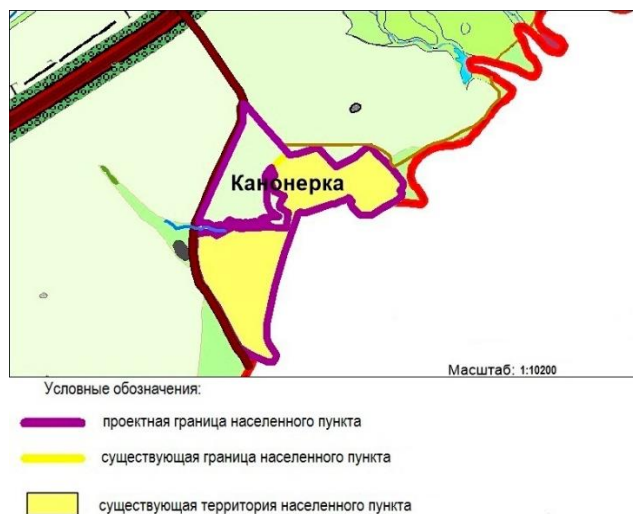 Канонерка
Масштаб: 1:10200
Условные обозначения:
проектная граница населенного пункта
существующая граница населенного пункта
существующая территория населенного пункта